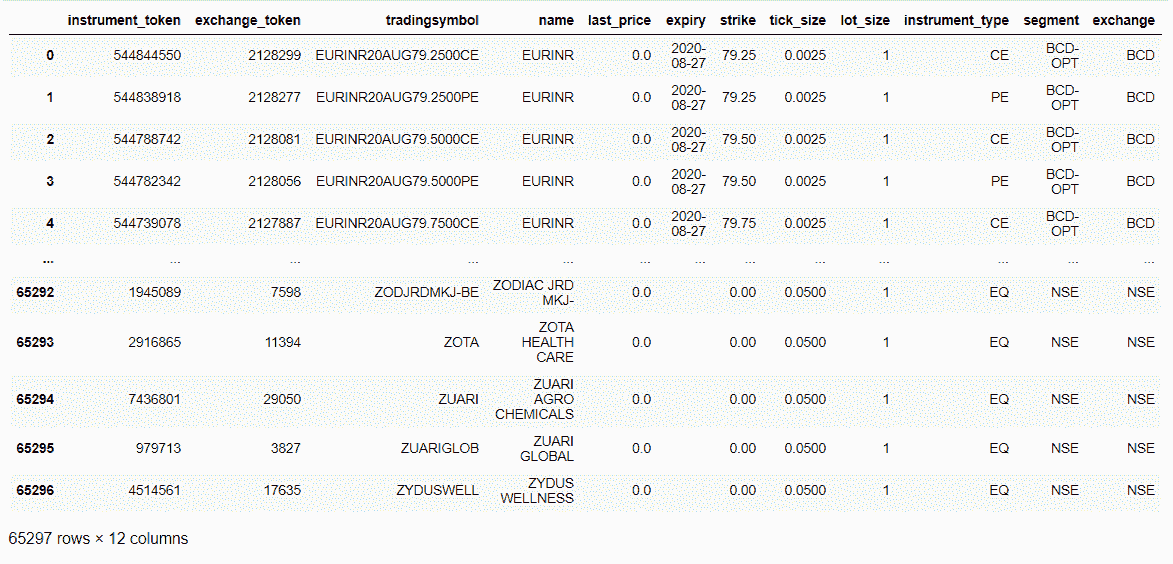 instrument_token exchange_token tradingsymbol name last_price expiry strike tick_size lot_size instrument_type segment exchange
0 544844550 2128299 EURINR20AUG79.2500CE EURINR 0.0 2020-08-27 79.25 0.0025 1 CE BCD-OPT BCD
1 544838918 2128277 EURINR20AUG79.2500PE EURINR 0.0 2020-08-27 79.25 0.0025 1 PE BCD-OPT BCD
2 544788742 2128081 EURINR20AUG79.5000CE EURINR 0.0 2020-08-27 79.50 0.0025 1 CE BCD-OPT BCD
3 544782342 2128056 EURINR20AUG79.5000PE EURINR 0.0 2020-08-27 79.50 0.0025 1 PE BCD-OPT BCD
4 544739078 2127887 EURINR20AUG79.7500CE EURINR 0.0 2020-08-27 79.75 0.0025 1 CE BCD-OPT BCD
... ... ... ... ... ... ... ... ... ... ... ... ...
65292 1945089 7598 ZODJRDMKJ-BE ZODIAC JRD MKJ- 0.0 0.00 0.0500 1 EQ NSE NSE
65293 2916865 11394 ZOTA ZOTA HEALTH CARE 0.0 0.00 0.0500 1 EQ NSE NSE
65294 7436801 29050 ZUARI ZUARI AGRO CHEMICALS 0.0 0.00 0.0500 1 EQ NSE NSE
65295 979713 3827 ZUARIGLOB ZUARI GLOBAL 0.0 0.00 0.0500 1 EQ NSE NSE
65296 4514561 17635 ZYDUSWELL ZYDUS WELLNESS 0.0 0.00 0.0500 1 EQ NSE NSE
65297 rows × 12 columns